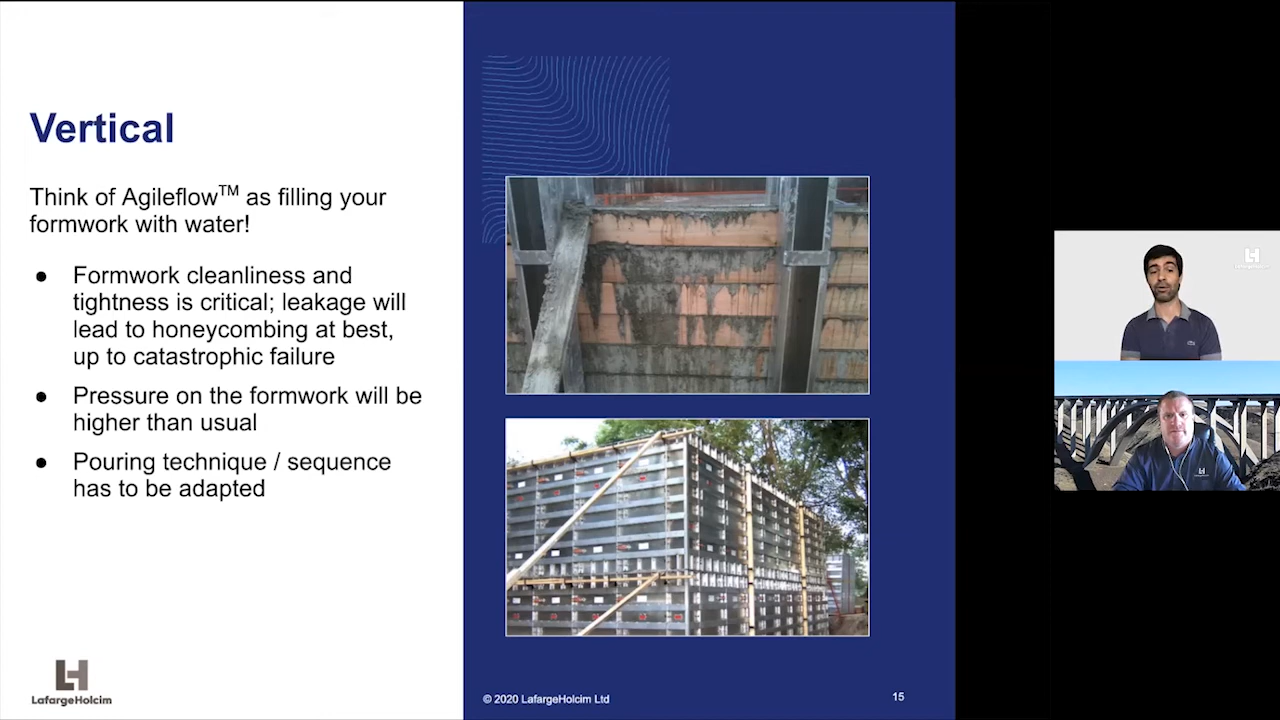 Vertical
Think of Agileflow™ as filling your
formwork with water!
● Formwork cleanliness and
tightness is critical; leakage will
lead to honeycombing at best,
up to catastrophic failure
● Pressure on the formwork will be
higher than usual
● Pouring technique / sequence
has to be adapted
LafargeHolcim
© 2020 LafargeHolcim Ltd
15